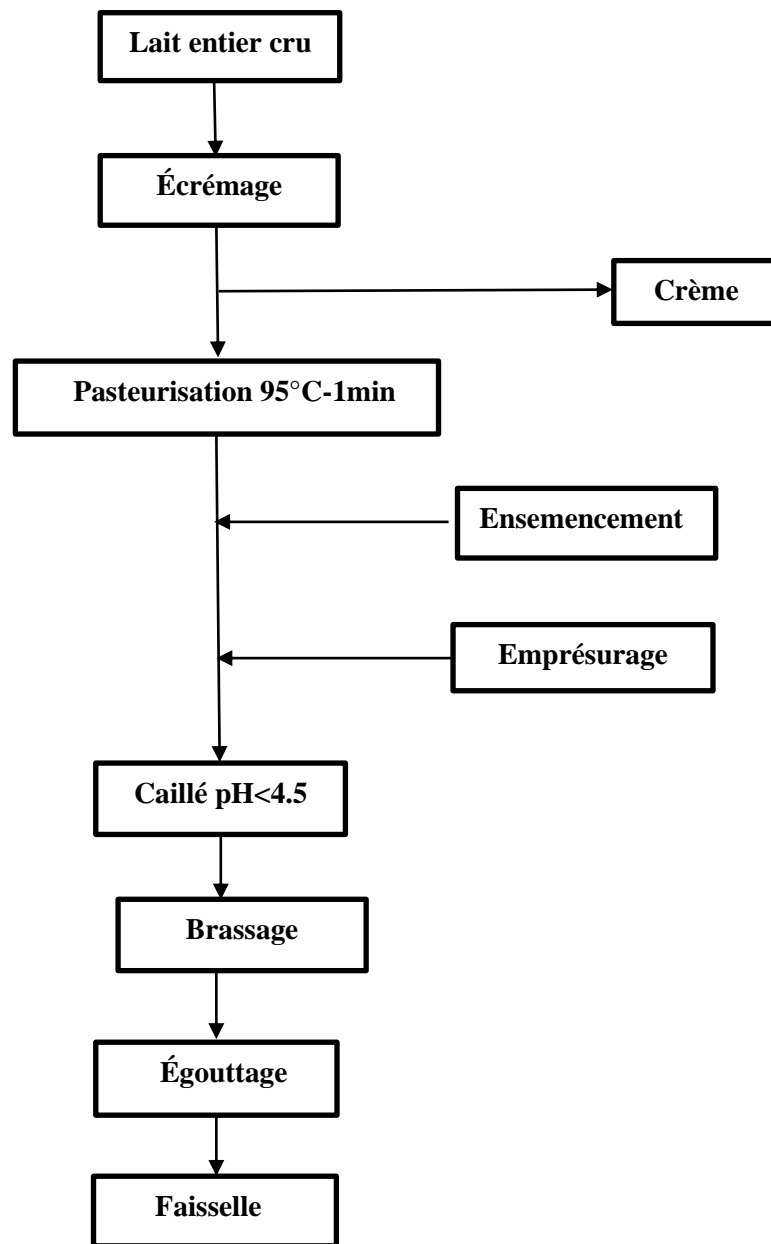 Lait entier cru
Écrémage
Crème
Pasteurisation 95°C-1min
Ensemencement
Emprésurage
Caillé pH<4.5
Brassage
Égouttage
Faisselle